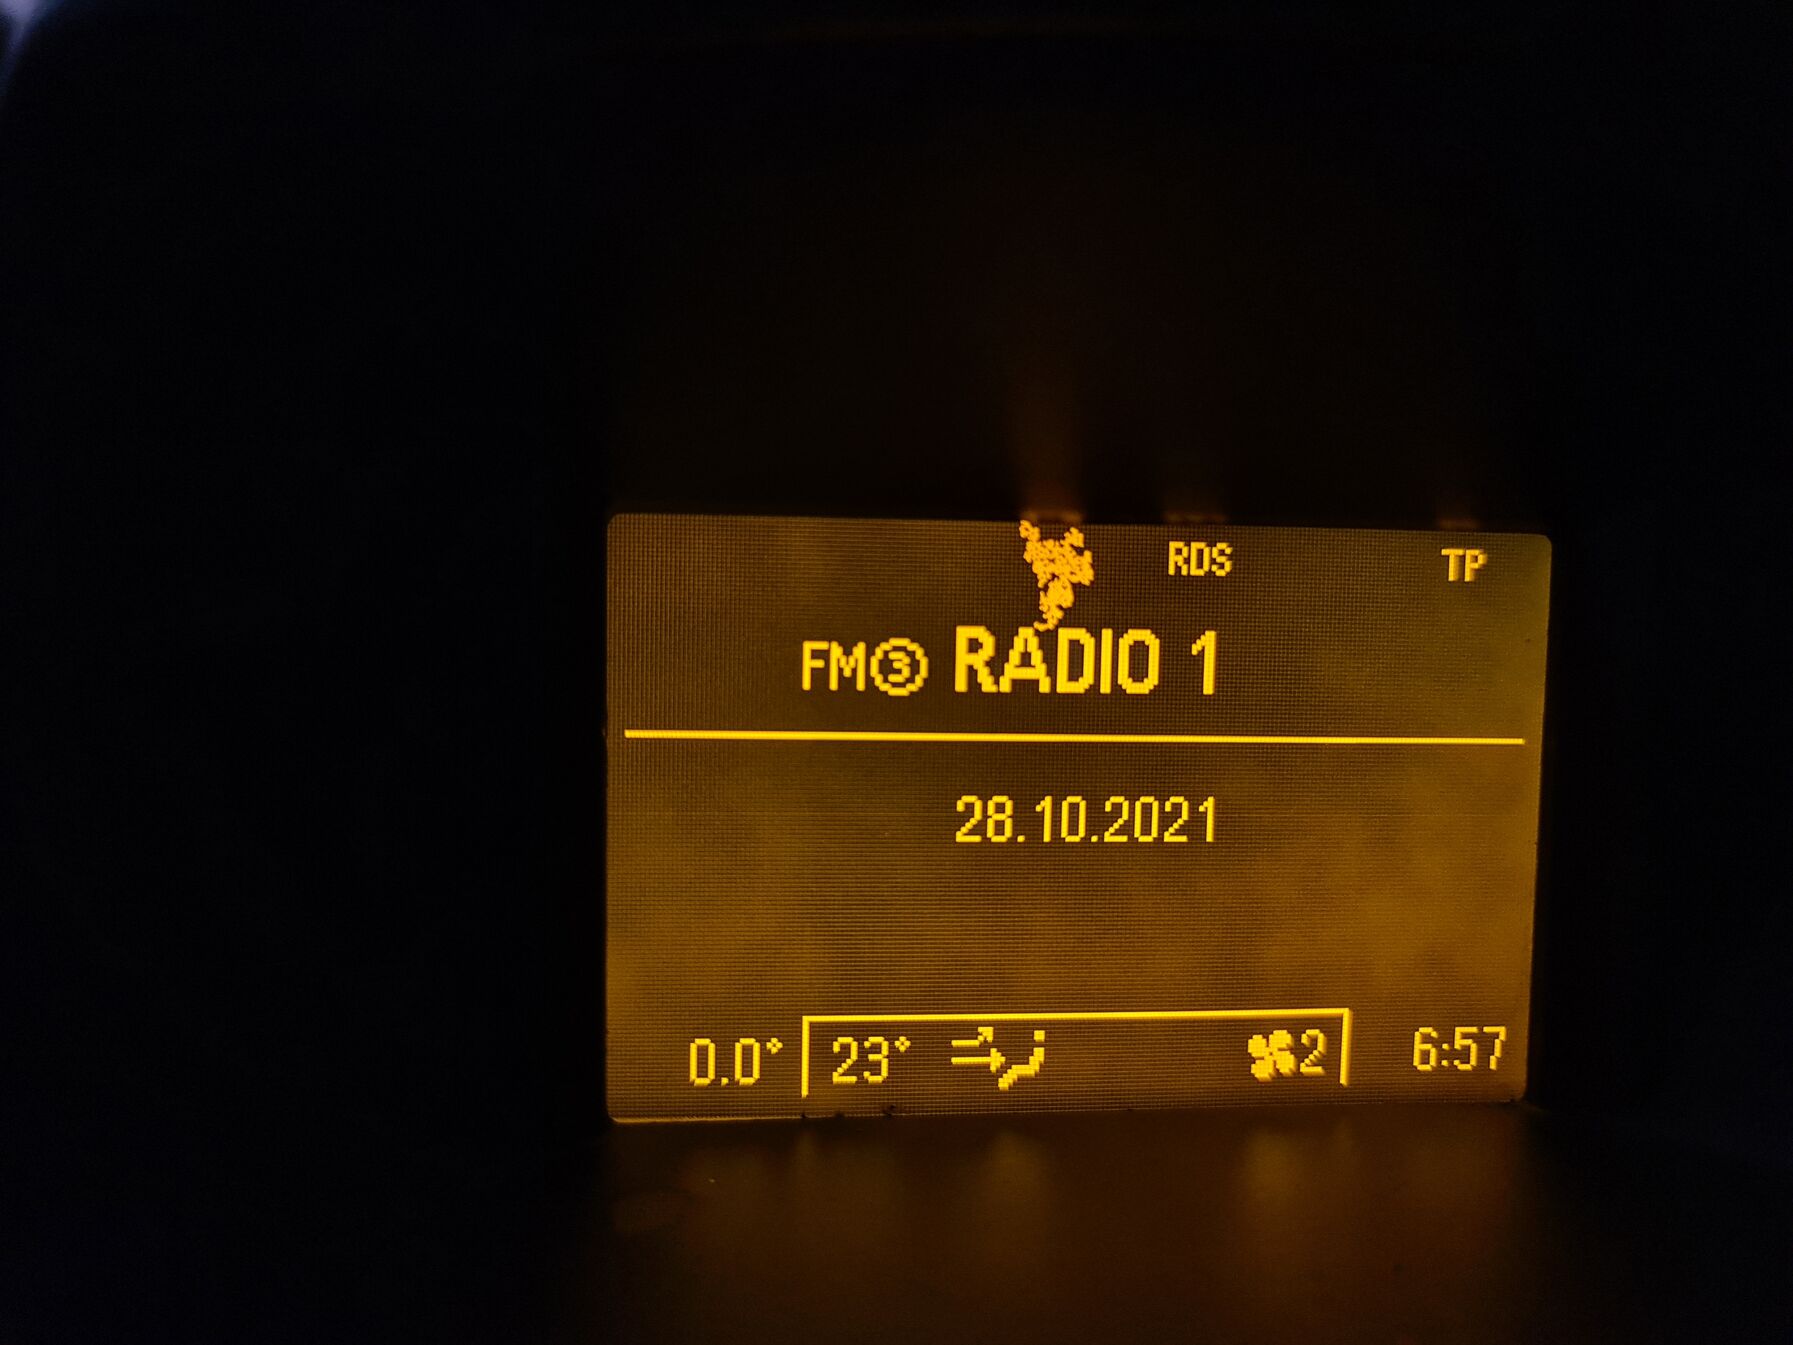 RDS TP
FM③ RADIO 1
28.10.2021
0.0° 23° 2 6:57